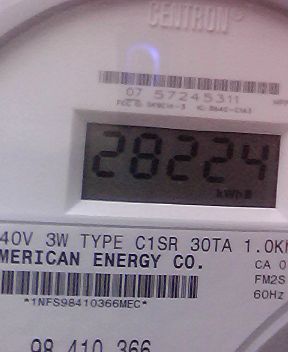 CENTRON®
07 57245311
28224
kWh
40V 3W TYPE C1SR 30TA 1.0K
MERICAN ENERGY CO.
CA 0
FM2S
60Hz
*1NFS98410366MEC*
98 410 366